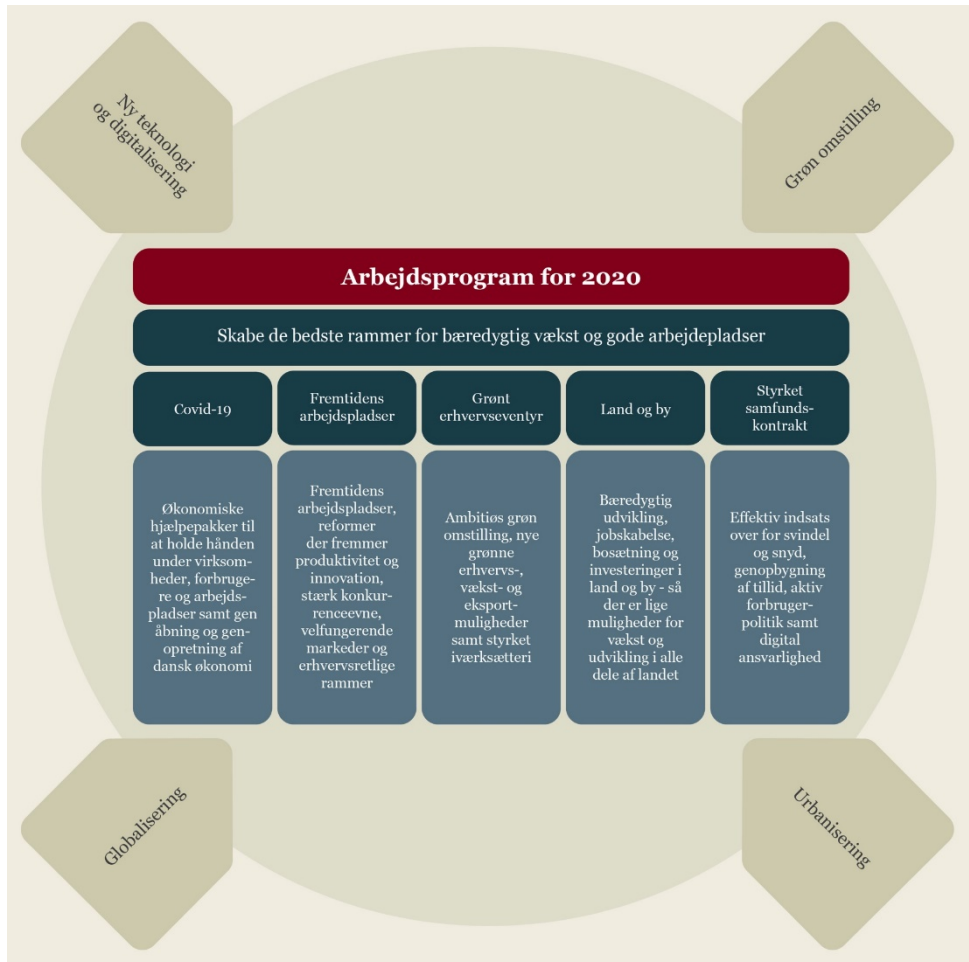 Ny teknologi
og digitalisering
Grøn omstilling
Arbejdsprogram for 2020
Skabe de bedste rammer for bæredygtig vækst og gode arbejdepladser
Covid-19
Fremtidens
arbejdspladser
Grønt
erhvervseventyr
Land og by
Styrket
samfunds-
kontrakt
Økonomiske
hjælpepakker til
at holde hånden
under virksom-
heder, forbruge-
re og arbejds-
pladser samt gen
åbning og gen-
opretning af
dansk økonomi
Fremtidens
arbejdspladser,
reformer
der fremmer
produktivitet og
innovation,
stærk konkur-
renceevne,
velfungerende
markeder og
erhvervsretlige
rammer
Ambitiøs grøn
omstilling, nye
grønne
erhvervs-,
vækst- og
eksport-
muligheder
samt styrket
iværksætteri
Bæredygtig
udvikling,
jobskabelse,
bosætning og
investeringer i
land og by - så
der er lige
muligheder for
vækst og
udvikling i alle
dele af landet
Effektiv indsats
over for svindel
og snyd,
genopbygning
af tillid, aktiv
forbruger-
politik samt
digital
ansvarlighed
Globalisering
Urbanisering